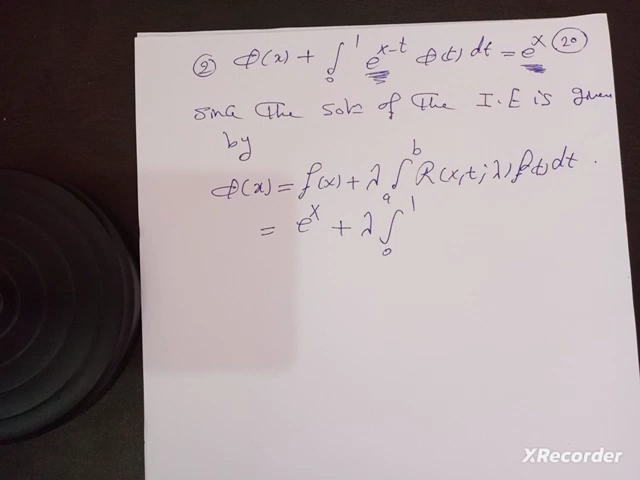 ② Φ(x) + ∫₀¹ e^{x-t} Φ(t) dt = e^x ⑳
since The soln of The I.E is given
by
Φ(x) = f(x) + λ ∫ₐᵇ R(x,t;λ) f(t) dt .
= e^x + λ ∫₀¹
XRecorder